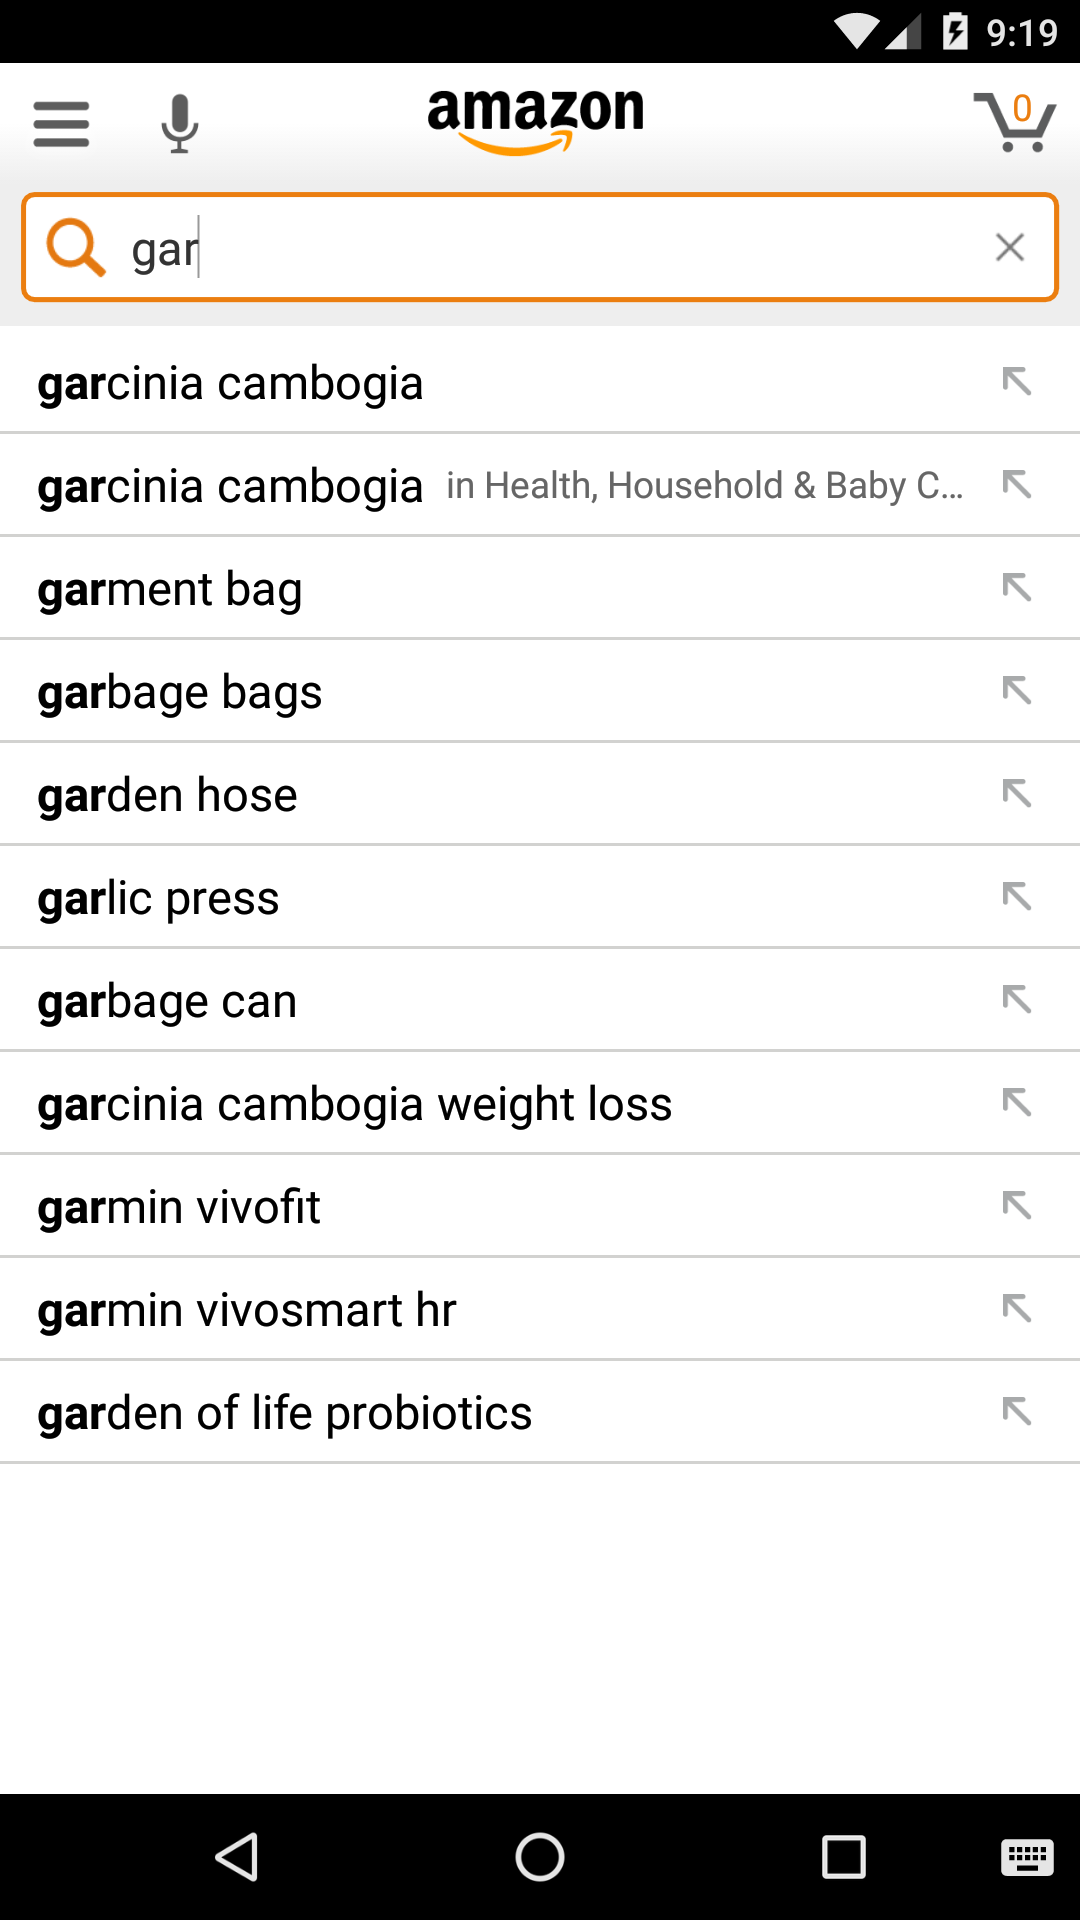 9:19
amazon
0
gar
garcinia cambogia
garcinia cambogia in Health, Household & Baby C...
garment bag
garbage bags
garden hose
garlic press
garbage can
garcinia cambogia weight loss
garmin vivofit
garmin vivosmart hr
garden of life probiotics